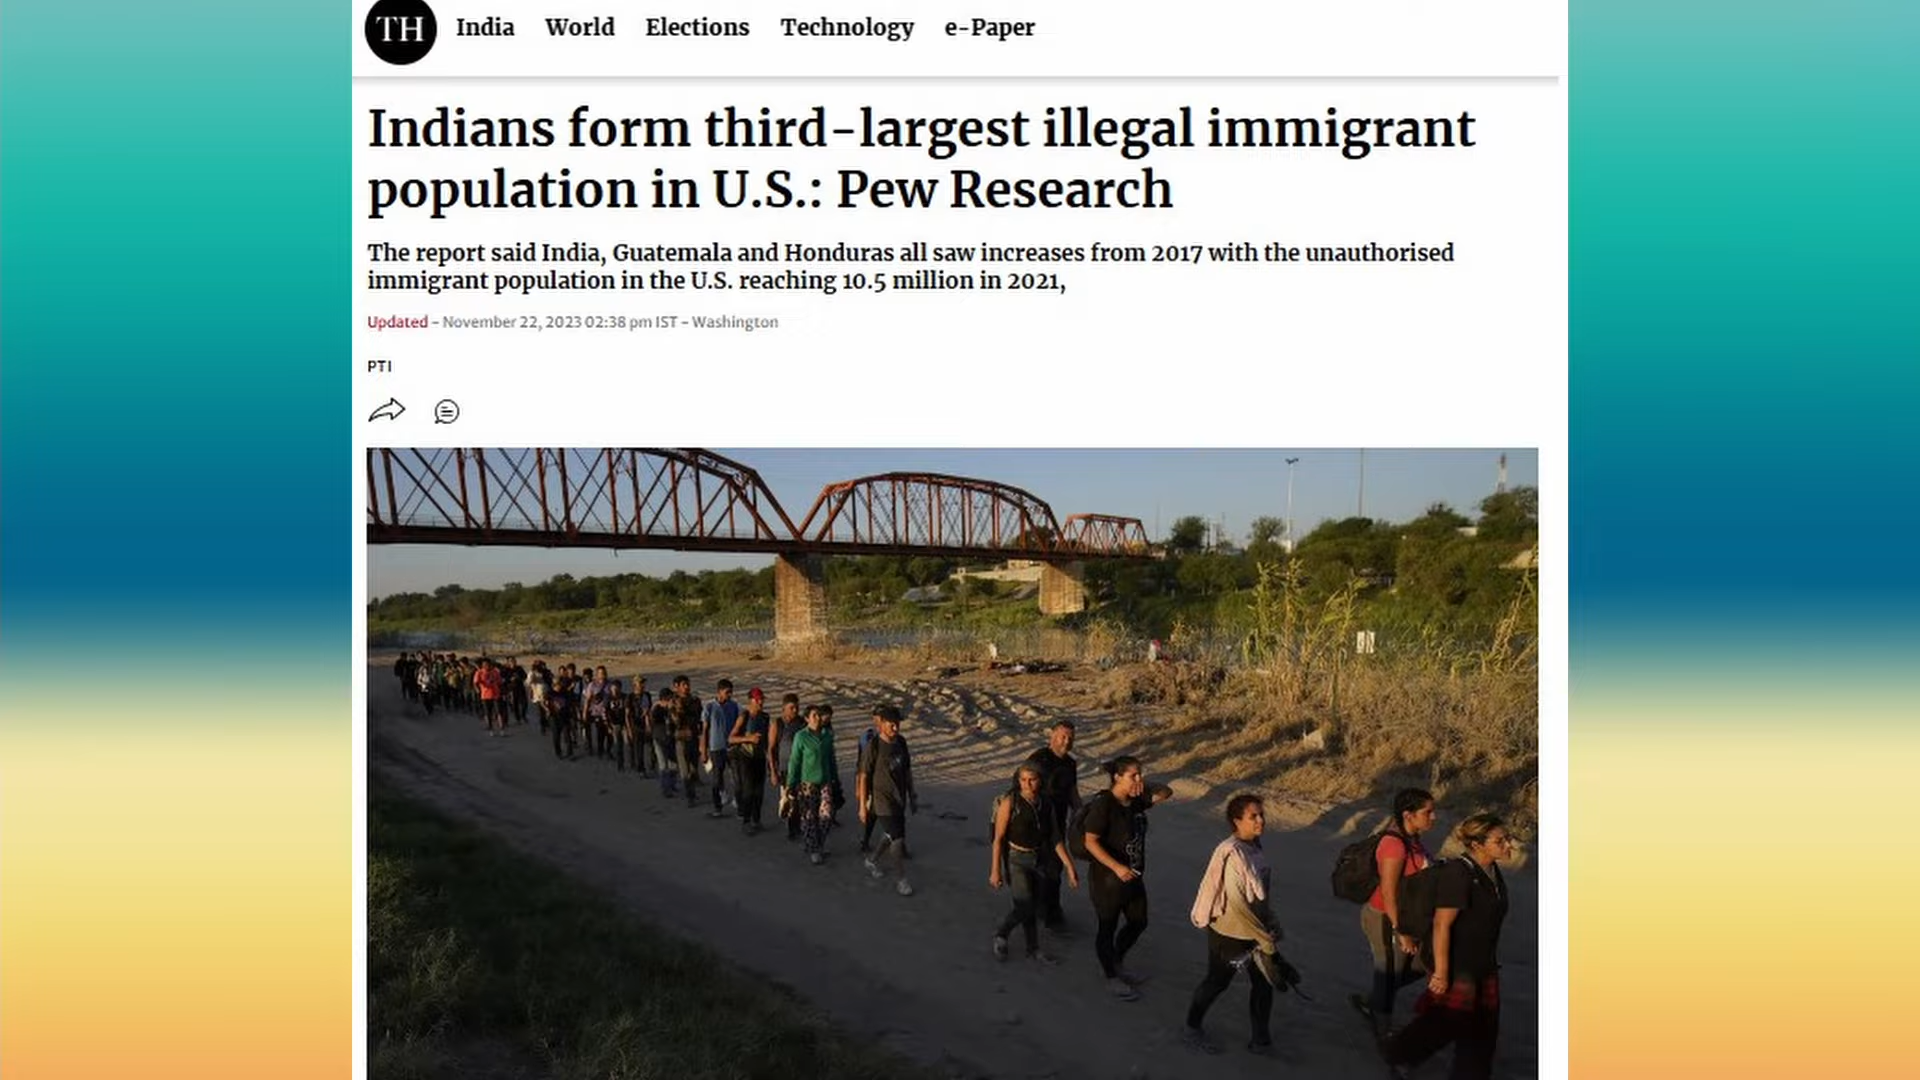 TH India World Elections Technology e-Paper
Indians form third-largest illegal immigrant
population in U.S.: Pew Research
The report said India, Guatemala and Honduras all saw increases from 2017 with the unauthorised
immigrant population in the U.S. reaching 10.5 million in 2021,
Updated - November 22, 2023 02:38 pm IST - Washington
PTI